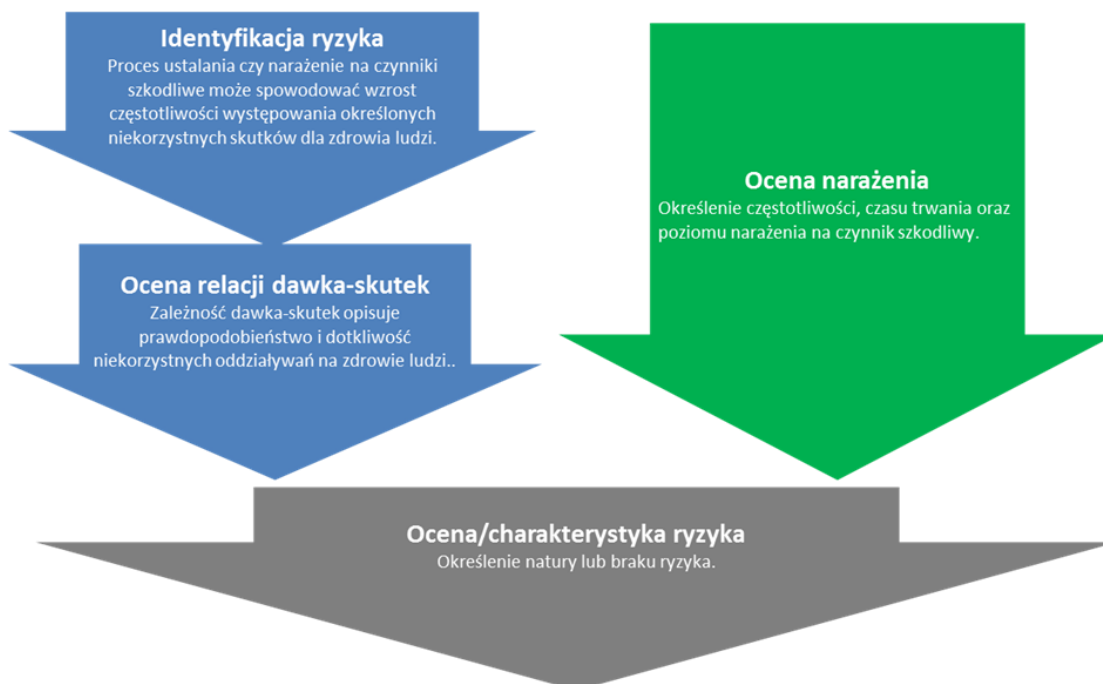 Identyfikacja ryzyka
Proces ustalania czy narażenie na czynniki
szkodliwe może spowodować wzrost
częstotliwości występowania określonych
niekorzystnych skutków dla zdrowia ludzi.
Ocena relacji dawka-skutek
Zależność dawka-skutek opisuje
prawdopodobieństwo i dotkliwość
niekorzystnych oddziaływań na zdrowie ludzi..
Ocena narażenia
Określenie częstotliwości, czasu trwania oraz
poziomu narażenia na czynnik szkodliwy.
Ocena/charakterystyka ryzyka
Określenie natury lub braku ryzyka.